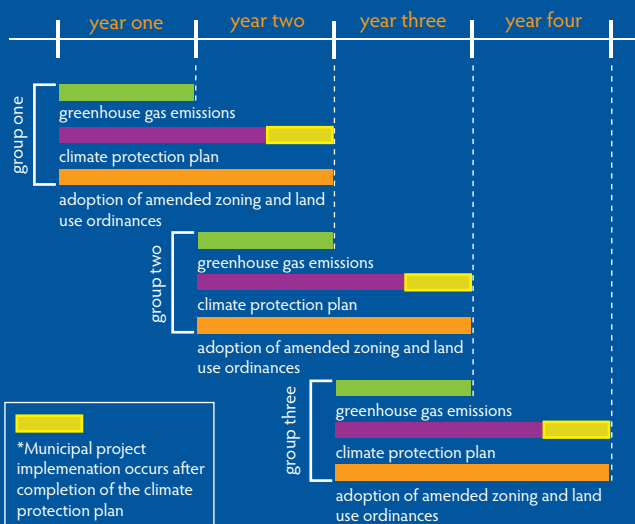 year one
year two
year three
year four
group one
greenhouse gas emissions
climate protection plan
adoption of amended zoning and land
use ordinances
group two
greenhouse gas emissions
climate protection plan
adoption of amended zoning and land
use ordinances
group three
greenhouse gas emissions
climate protection plan
adoption of amended zoning and land
use ordinances
*Municipal project
implemenation occurs after
completion of the climate
protection plan